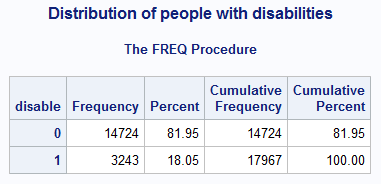 Distribution of people with disabilities
The FREQ Procedure
disable Frequency Percent Cumulative Frequency Cumulative Percent
0 14724 81.95 14724 81.95
1 3243 18.05 17967 100.00